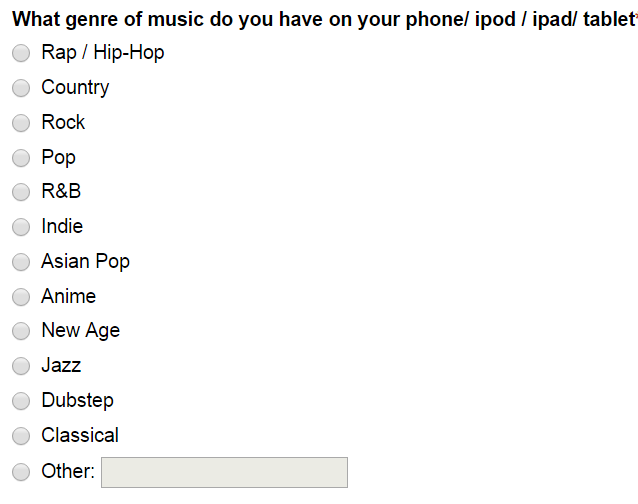 What genre of music do you have on your phone/ ipod / ipad/ tablet*
Rap / Hip-Hop
Country
Rock
Pop
R&B
Indie
Asian Pop
Anime
New Age
Jazz
Dubstep
Classical
Other: